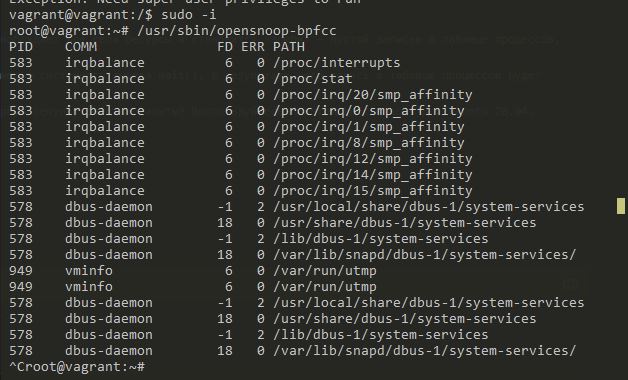 Exception: Need super user privileges to run
vagrant@vagrant:/$ sudo -i
root@vagrant:~# /usr/sbin/opensnoop-bpfcc
PID    COMM               FD ERR PATH
583    irqbalance          6   0 /proc/interrupts
583    irqbalance          6   0 /proc/stat
583    irqbalance          6   0 /proc/irq/20/smp_affinity
583    irqbalance          6   0 /proc/irq/0/smp_affinity
583    irqbalance          6   0 /proc/irq/1/smp_affinity
583    irqbalance          6   0 /proc/irq/8/smp_affinity
583    irqbalance          6   0 /proc/irq/12/smp_affinity
583    irqbalance          6   0 /proc/irq/14/smp_affinity
583    irqbalance          6   0 /proc/irq/15/smp_affinity
578    dbus-daemon        -1   2 /usr/local/share/dbus-1/system-services
578    dbus-daemon        18   0 /usr/share/dbus-1/system-services
578    dbus-daemon        -1   2 /lib/dbus-1/system-services
578    dbus-daemon        18   0 /var/lib/snapd/dbus-1/system-services/
949    vminfo              6   0 /var/run/utmp
949    vminfo              6   0 /var/run/utmp
578    dbus-daemon        -1   2 /usr/local/share/dbus-1/system-services
578    dbus-daemon        18   0 /usr/share/dbus-1/system-services
578    dbus-daemon        -1   2 /lib/dbus-1/system-services
578    dbus-daemon        18   0 /var/lib/snapd/dbus-1/system-services/
^Croot@vagrant:~#